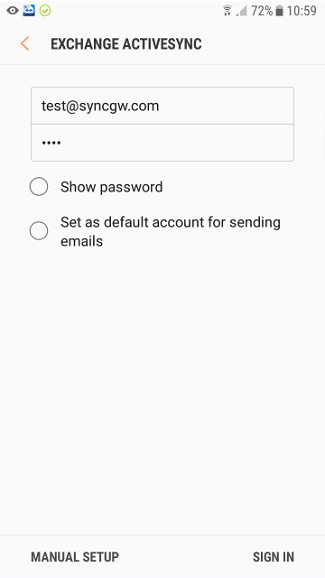 72% 10:59
EXCHANGE ACTIVESYNC
test@syncgw.com
••••
Show password
Set as default account for sending
emails
MANUAL SETUP SIGN IN